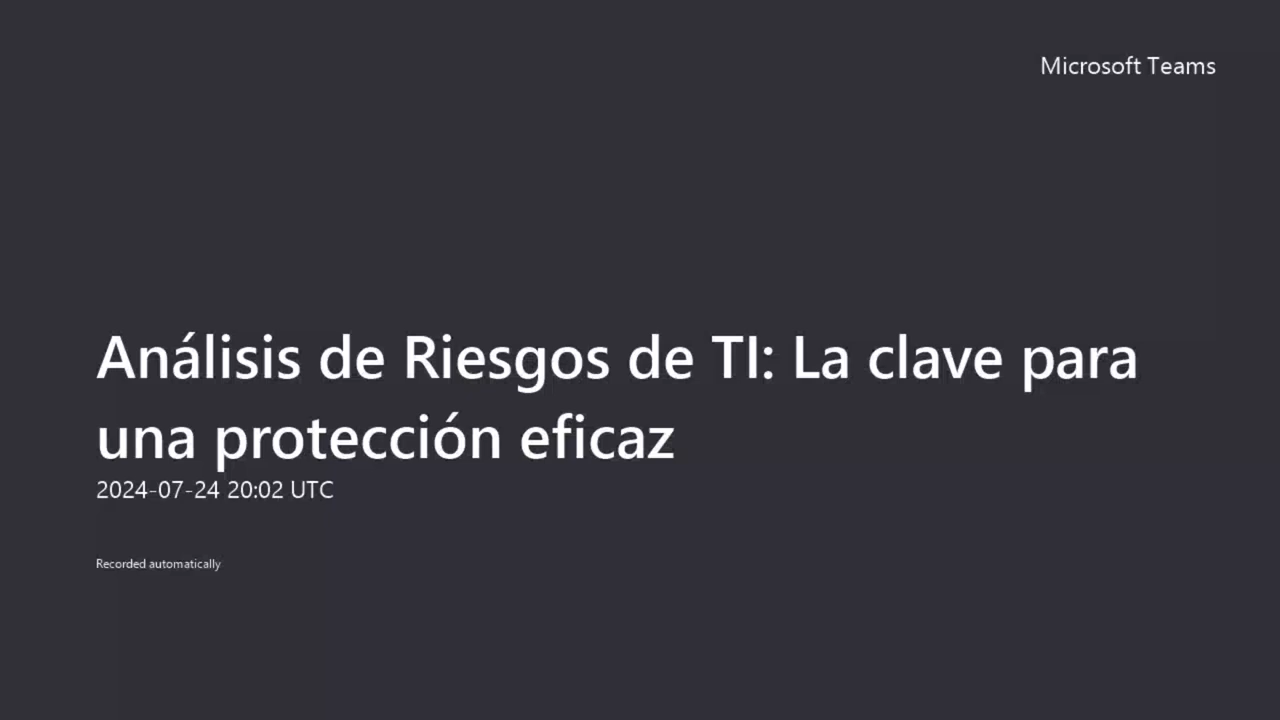 Microsoft Teams
Análisis de Riesgos de TI: La clave para
una protección eficaz
2024-07-24 20:02 UTC
Recorded automatically